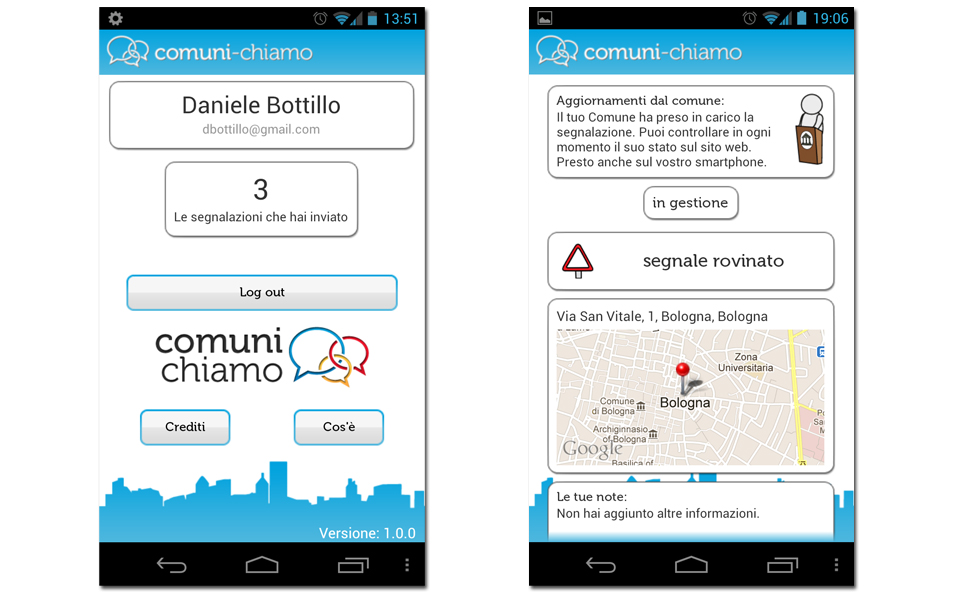 13:51
comuni-chiamo
Daniele Bottillo
dbottillo@gmail.com
3
Le segnalazioni che hai inviato
Log out
comuni
chiamo
Crediti
Cos'è
Versione: 1.0.0
19:06
comuni-chiamo
Aggiornamenti dal comune:
Il tuo Comune ha preso in carico la
segnalazione. Puoi controllare in ogni
momento il suo stato sul sito web.
Presto anche sul vostro smartphone.
in gestione
segnale rovinato
Via San Vitale, 1, Bologna, Bologna
Zona
Universitaria
Bologna
Comune
di Bologna
Archiginnasio
di Bologna
Google
Basilica of
Le tue note:
Non hai aggiunto altre informazioni.